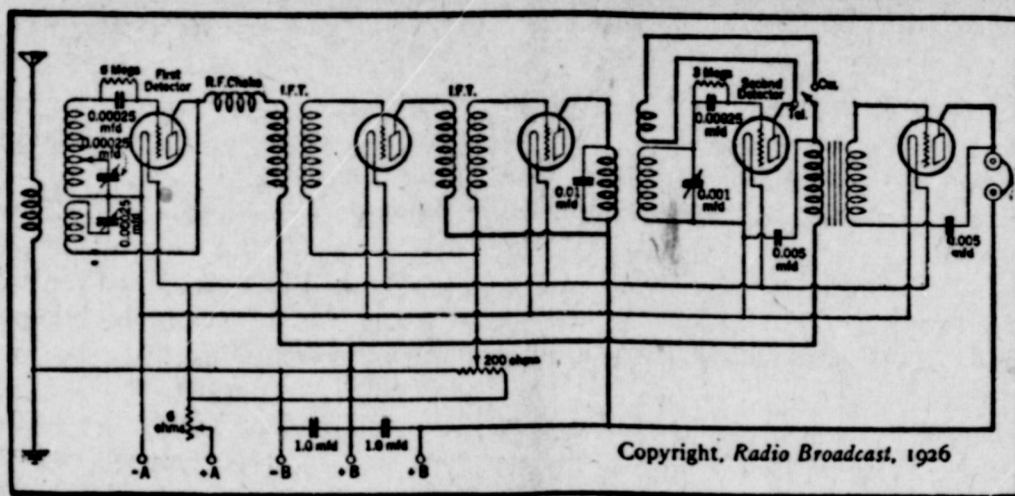 6 Megs
First
Detector
R.F. Choke
I.F.T.
I.F.T.
3 Megs
Second
Detector
Osc.
Tel.
0.00025
mfd
0.00025
mfd
0.00025
mfd
0.01
mfd
0.00025
mfd
0.001
mfd
0.005
mfd
0.005
mfd
200 ohms
6
ohms
1.0 mfd
1.0 mfd
-A
+A
-B
+B
+B
Copyright, Radio Broadcast, 1926